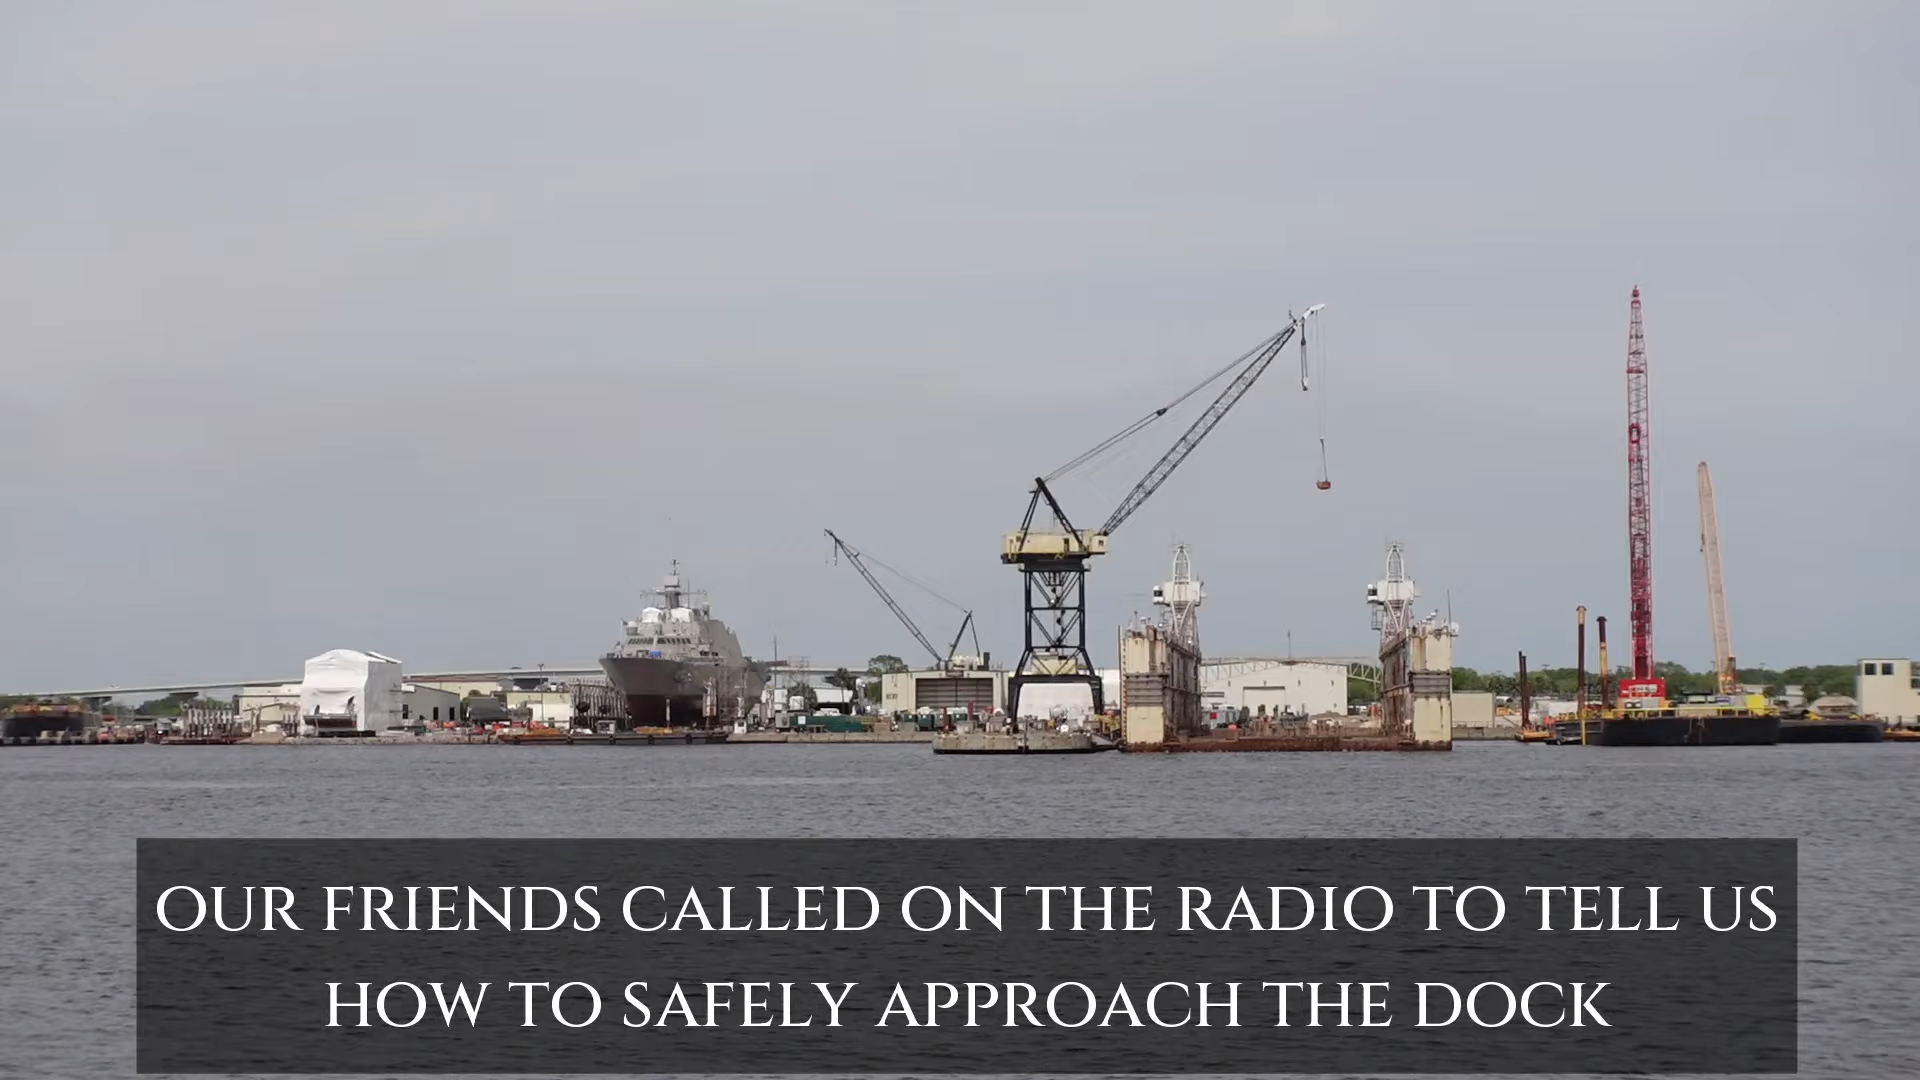 OUR FRIENDS CALLED ON THE RADIO TO TELL US
HOW TO SAFELY APPROACH THE DOCK